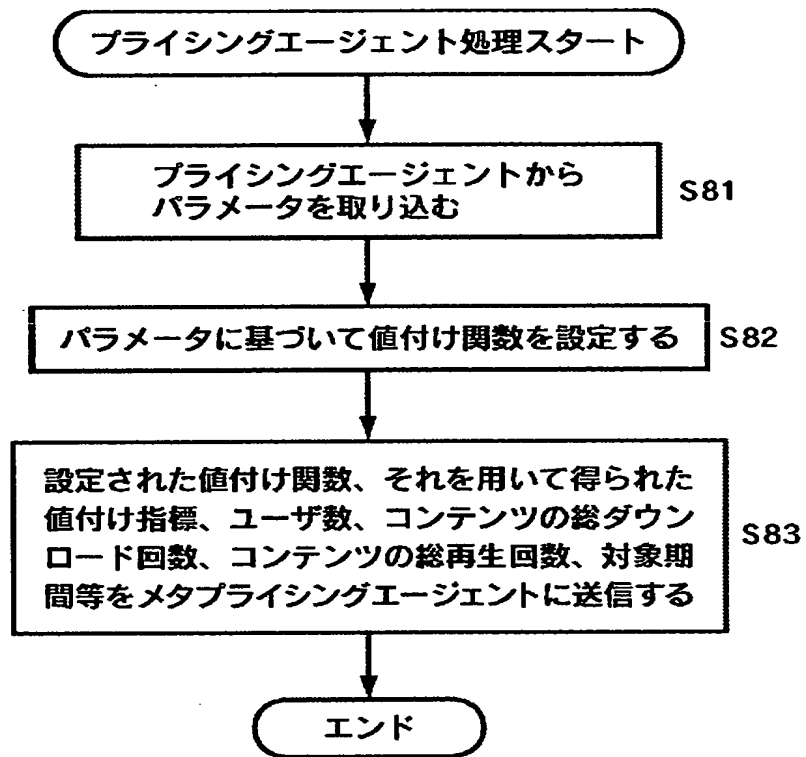 プライシングエージェント処理スタート
プライシングエージェントから
パラメータを取り込む
S81
パラメータに基づいて値付け関数を設定する
S82
設定された値付け関数、それを用いて得られた
値付け指標、ユーザ数、コンテンツの総ダウン
ロード回数、コンテンツの総再生回数、対象期
間等をメタプライシングエージェントに送信する
S83
エンド